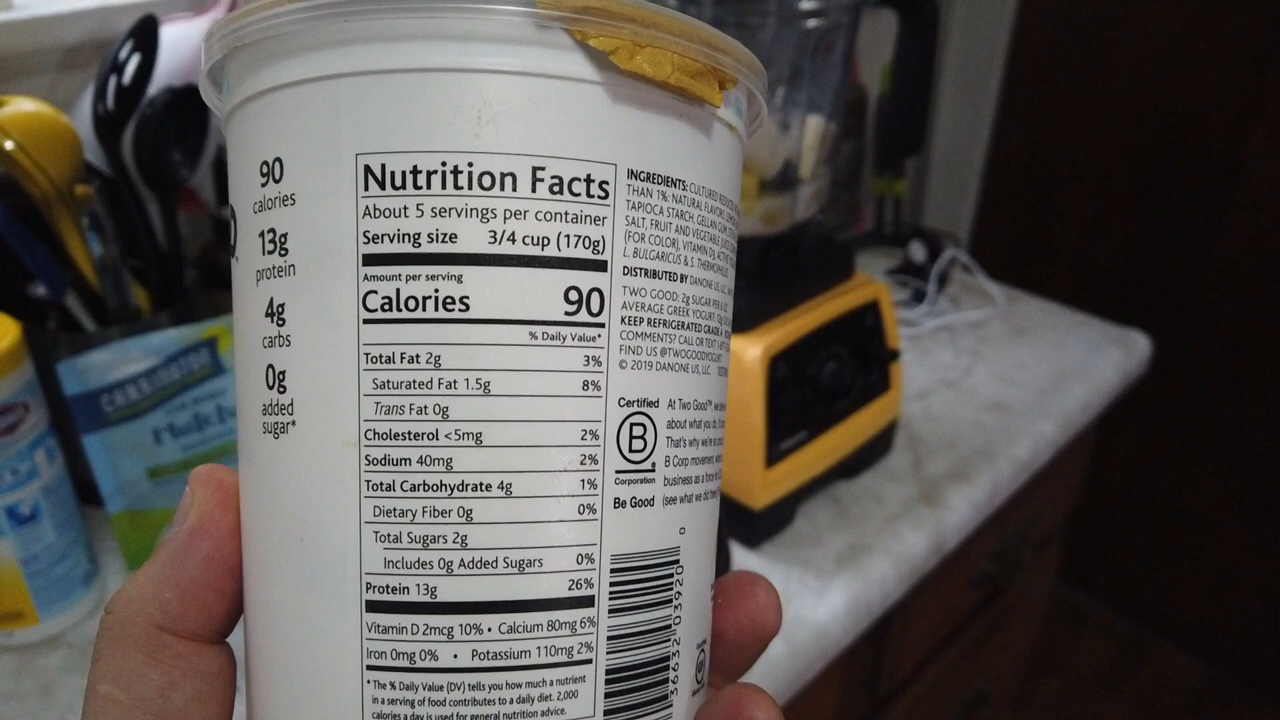 90
calories
13g
protein
4g
carbs
0g
added
sugar*
Nutrition Facts
About 5 servings per container
Serving size 3/4 cup (170g)
Amount per serving
Calories 90
% Daily Value*
Total Fat 2g 3%
Saturated Fat 1.5g 8%
Trans Fat 0g
Cholesterol <5mg 2%
Sodium 40mg 2%
Total Carbohydrate 4g 1%
Dietary Fiber 0g 0%
Total Sugars 2g
Includes 0g Added Sugars 0%
Protein 13g 26%
Vitamin D 2mcg 10% • Calcium 80mg 6%
Iron 0mg 0% • Potassium 110mg 2%
* The % Daily Value (DV) tells you how much a nutrient
in a serving of food contributes to a daily diet. 2,000
calories a day is used for general nutrition advice.
INGREDIENTS: CULTURED REDUCED
THAN 1%: NATURAL FLAVORS,
TAPIOCA STARCH, GELLAN GUM,
SALT, FRUIT AND VEGETABLE JUICE
(FOR COLOR), VITAMIN D3,
L. BULGARICUS & S.
DISTRIBUTED BY DANONE US, LLC,
TWO GOOD: 2g SUGAR PER
AVERAGE GREEK YOGURT:
KEEP REFRIGERATED GRADE A
COMMENTS? CALL OR TEXT
FIND US @TWOGOODYOGURT
© 2019 DANONE US, LLC.
Certified
B
®
Corporation
Be Good
At Two Good™, we
about what you do,
That's why we're so
B Corp movement,
business as a force
(see what we did
36632 03920 0